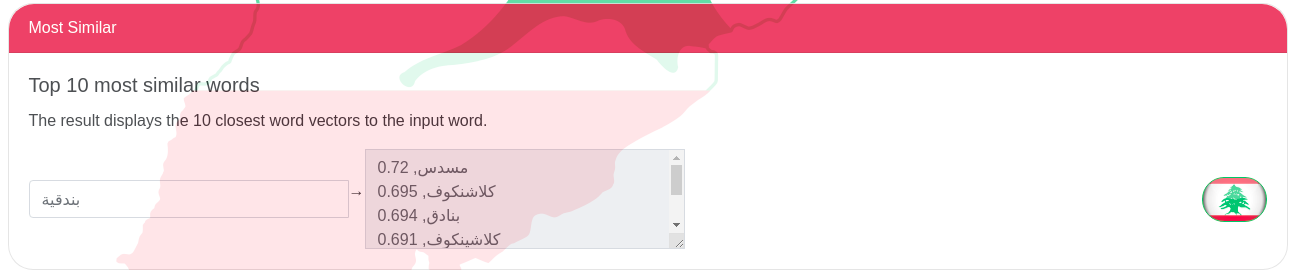 Most Similar
Top 10 most similar words
The result displays the 10 closest word vectors to the input word.
بندقية
→
مسدس, 0.72
كلاشنكوف, 0.695
بنادق, 0.694
كلاشينكوف, 0.691